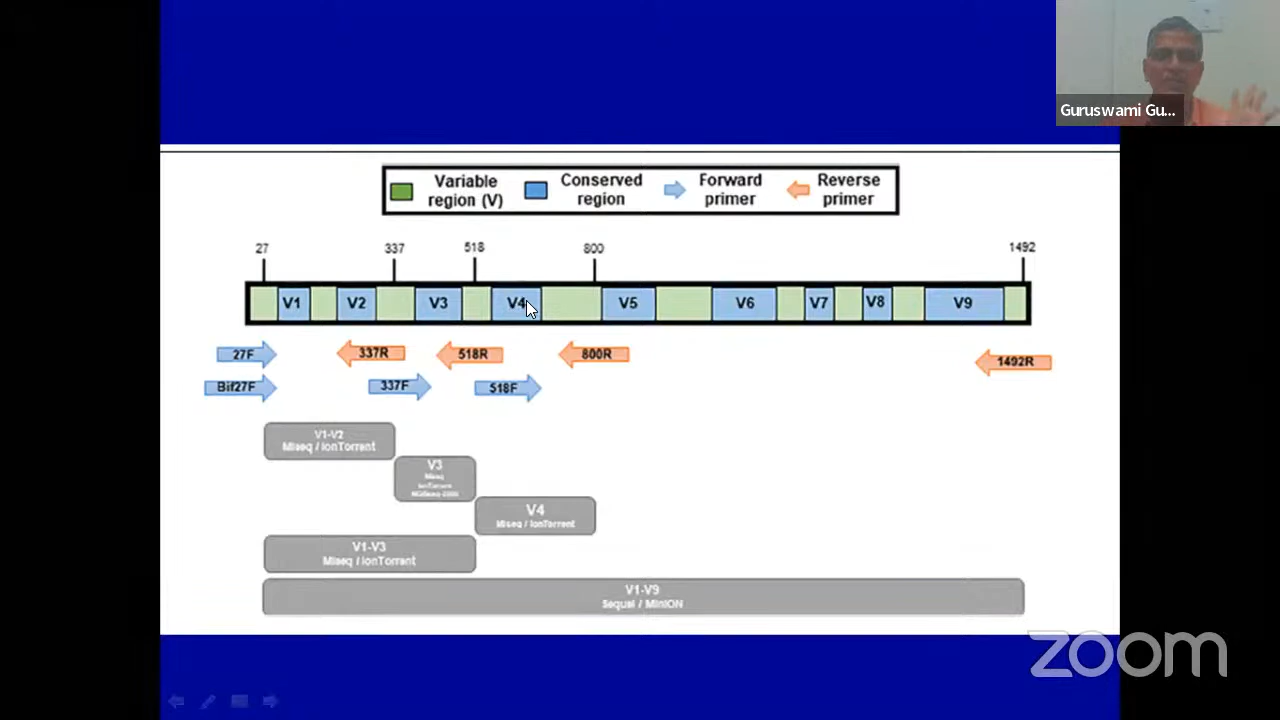 Guruswami Gu...
Variable
region (V)
Conserved
region
Forward
primer
Reverse
primer
27
337
518
800
1492
V1
V2
V3
V4
V5
V6
V7
V8
V9
27F
337R
518R
800R
1492R
Bif27F
337F
518F
V1-V2
Miseq / IonTorrent
V3
Miseq
IonTorrent
V4
Miseq / IonTorrent
V1-V3
Miseq / IonTorrent
V1-V9
Sequel / MinION
zoom